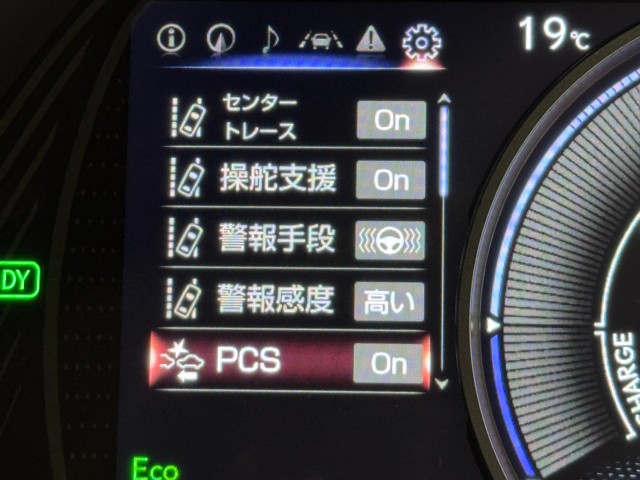 19℃
センター
トレース
On
操舵支援
On
警報手段
警報感度
高い
PCS
On
DY
Eco
CHARGE